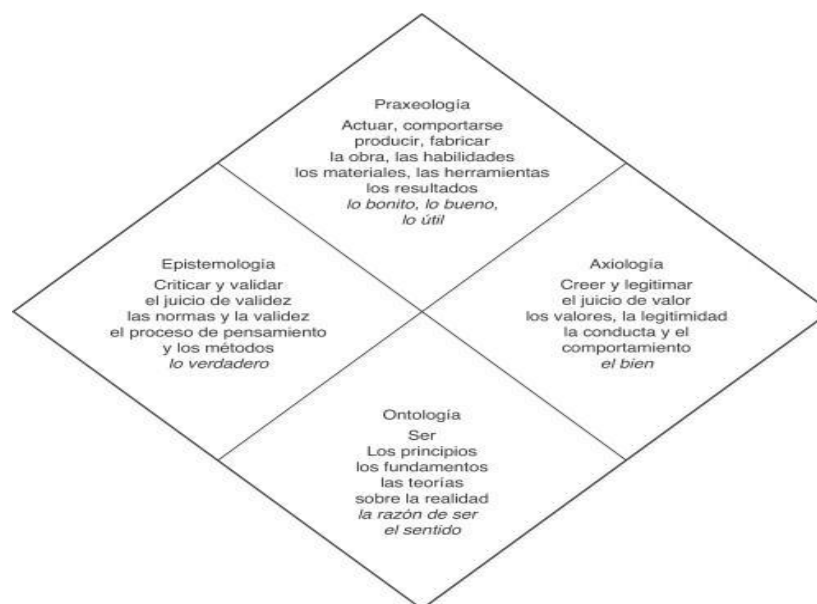 Praxeología
Actuar, comportarse
producir, fabricar
la obra, las habilidades
los materiales, las herramientas
los resultados
lo bonito, lo bueno,
lo útil
Epistemología
Criticar y validar
el juicio de validez
las normas y la validez
el proceso de pensamiento
y los métodos
lo verdadero
Axiología
Creer y legitimar
el juicio de valor
los valores, la legitimidad
la conducta y el
comportamiento
el bien
Ontología
Ser
Los principios
los fundamentos
las teorías
sobre la realidad
la razón de ser
el sentido